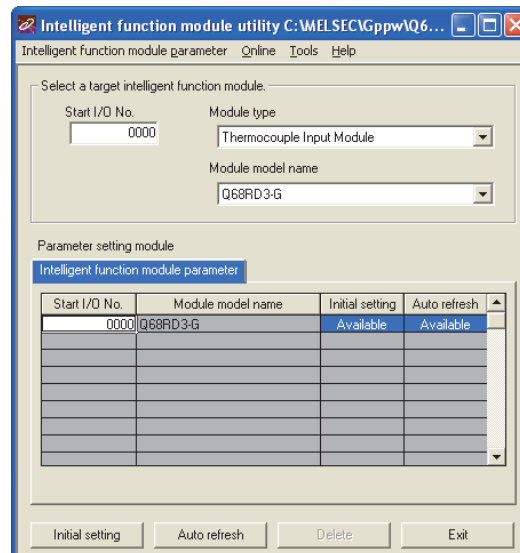 Intelligent function module utility C:\MELSEC\Gppw\Q6...
Intelligent function module parameter Online Tools Help
Select a target intelligent function module.
Start I/O No. Module type
0000 Thermocouple Input Module
Module model name
Q68RD3-G
Parameter setting module
Intelligent function module parameter
Start I/O No. Module model name Initial setting Auto refresh
0000 Q68RD3-G Available Available
Initial setting Auto refresh Delete Exit